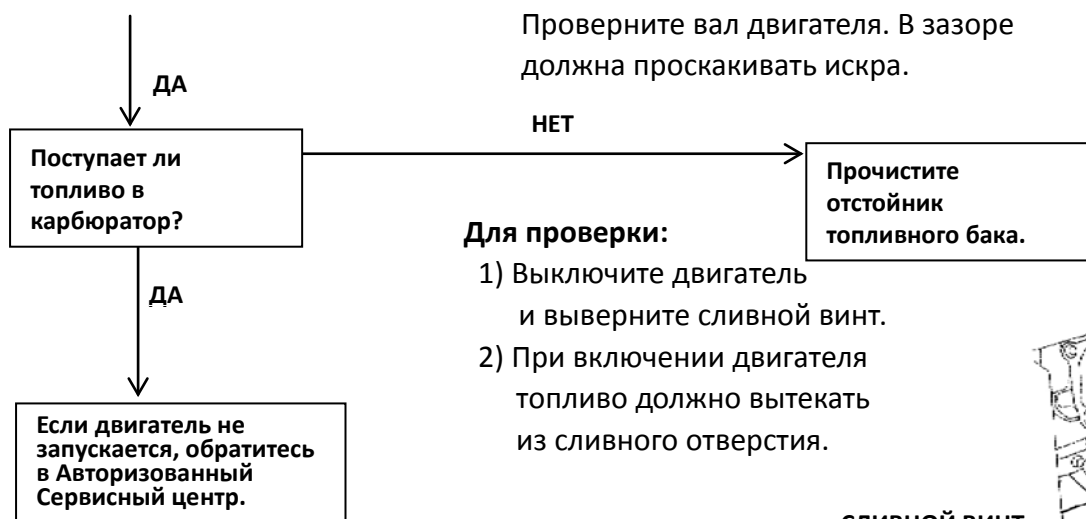 Проверните вал двигателя. В зазоре
должна проскакивать искра.
ДА
НЕТ
Поступает ли
топливо в
карбюратор?
Прочистите
отстойник
топливного бака.
Для проверки:
1) Выключите двигатель
и выверните сливной винт.
2) При включении двигателя
топливо должно вытекать
из сливного отверстия.
ДА
Если двигатель не
запускается, обратитесь
в Авторизованный
Сервисный центр.
СЛИВНОЙ ВИНТ